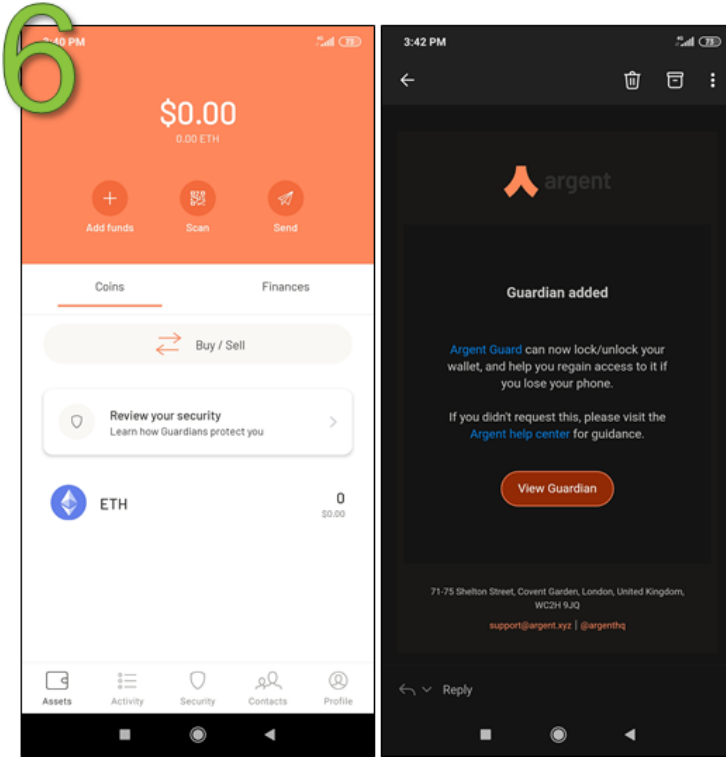 6
3:40 PM
73
$0.00
0.00 ETH
Add funds
Scan
Send
Coins
Finances
Buy / Sell
Review your security
Learn how Guardians protect you
ETH
0
$0.00
Assets
Activity
Security
Contacts
Profile
3:42 PM
73
argent
Guardian added
Argent Guard can now lock/unlock your
wallet, and help you regain access to it if
you lose your phone.
If you didn't request this, please visit the
Argent help center for guidance.
View Guardian
71-75 Shelton Street, Covent Garden, London, United Kingdom,
WC2H 9JQ
support@argent.xyz | @argenthq
Reply